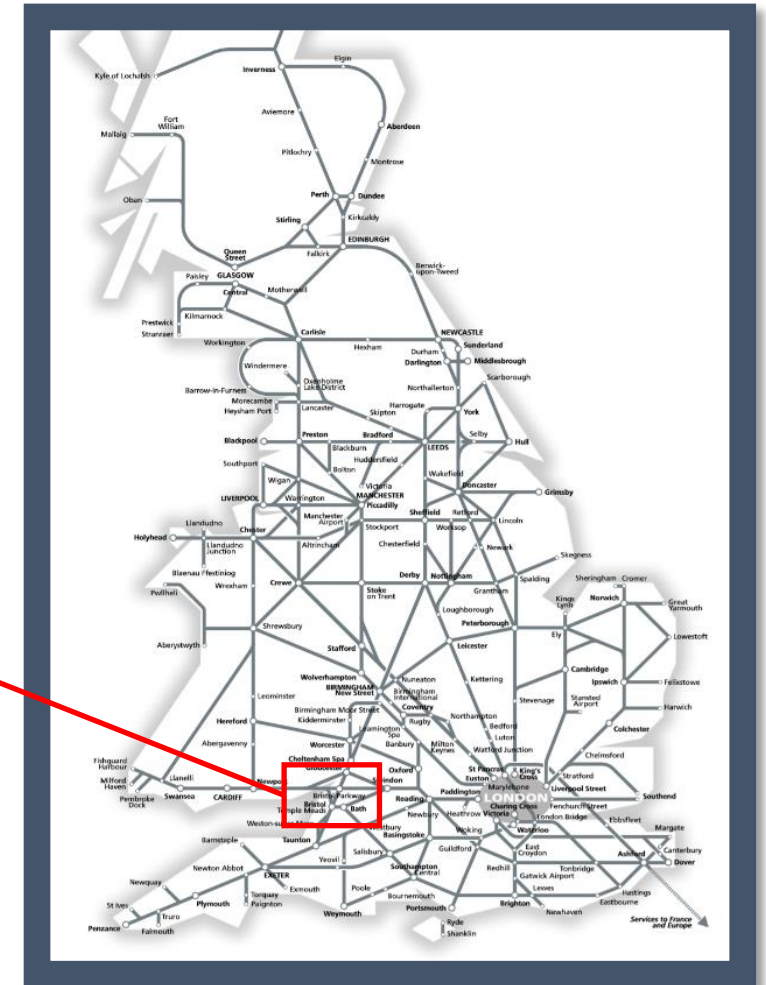 Elgin
Inverness
Kyle of Lochalsh
Aviemore
Fort
William
Mallaig
Aberdeen
Pitlochry
Montrose
Perth
Dundee
Oban
Stirling
Kirkcaldy
EDINBURGH
Falkirk
Queen
Street
GLASGOW
Central
Paisley
Motherwell
Berwick-
upon-Tweed
Prestwick
Stranraer
Kilmarnock
Carlisle
Hexham
NEWCASTLE
Sunderland
Durham
Darlington
Middlesbrough
Workington
Windermere
Oxenholme
Lake District
Barrow-in-Furness
Northallerton
Scarborough
Morecambe
Heysham Port
Lancaster
Skipton
Harrogate
York
Blackpool
Preston
Blackburn
Bradford
LEEDS
Selby
Hull
Southport
Bolton
Huddersfield
Wakefield
Wigan
Victoria
MANCHESTER
Piccadilly
Doncaster
Grimsby
LIVERPOOL
Warrington
Manchester
Airport
Stockport
Sheffield
Retford
Worksop
Lincoln
Llandudno
Holyhead
Llandudno
Junction
Chester
Altrincham
Chesterfield
Newark
Skegness
Blaenau Ffestiniog
Pwllheli
Wrexham
Crewe
Stoke
on Trent
Derby
Nottingham
Grantham
Spalding
Sheringham
Cromer
Kings
Lynn
Norwich
Great
Yarmouth
Loughborough
Peterborough
Ely
Lowestoft
Aberystwyth
Shrewsbury
Stafford
Leicester
Wolverhampton
BIRMINGHAM
New Street
Nuneaton
Birmingham
International
Kettering
Cambridge
Ipswich
Felixstowe
Leominster
Birmingham Moor Street
Kidderminster
Coventry
Rugby
Northampton
Stevenage
Stansted
Airport
Harwich
Hereford
Leamington
Spa
Bedford
Colchester
Abergavenny
Worcester
Banbury
Milton
Keynes
Luton
Watford Junction
Chelmsford
Fishguard
Harbour
Milford
Haven
Pembroke
Dock
Llanelli
Swansea
CARDIFF
Newport
Cheltenham Spa
Gloucester
Swindon
Oxford
St Pancras
Euston
King's
Cross
Stratford
Marylebone
Liverpool Street
Paddington
LONDON
Fenchurch Street
Southend
Bristol Parkway
Bristol
Temple Meads
Bath
Reading
Charing Cross
London Bridge
Heathrow
Victoria
Waterloo
Ebbsfleet
Weston-super-Mare
Westbury
Newbury
Basingstoke
Woking
Margate
Barnstaple
Taunton
Guildford
East
Croydon
Canterbury
Yeovil
Salisbury
Redhill
Tonbridge
Ashford
Dover
Newton Abbot
EXETER
Southampton
Central
Gatwick Airport
Newquay
Exmouth
Poole
Bournemouth
Lewes
Hastings
Eastbourne
Torquay
Paignton
St Ives
Plymouth
Weymouth
Portsmouth
Brighton
Newhaven
Truro
Ryde
Shanklin
Services to France
and Europe
Penzance
Falmouth